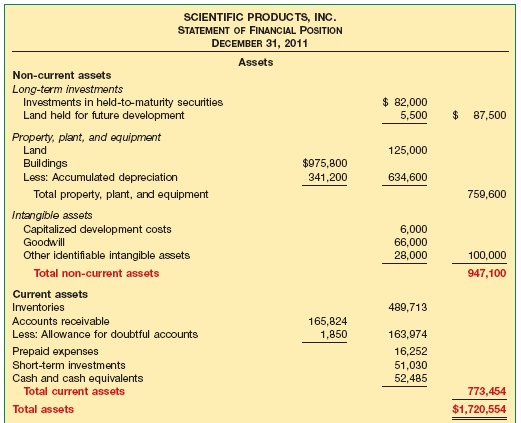 SCIENTIFIC PRODUCTS, INC.
STATEMENT OF FINANCIAL POSITION
DECEMBER 31, 2011
Assets
Non-current assets
Long-term investments
Investments in held-to-maturity securities $ 82,000
Land held for future development 5,500 $ 87,500
Property, plant, and equipment
Land 125,000
Buildings $975,800
Less: Accumulated depreciation 341,200 634,600
Total property, plant, and equipment 759,600
Intangible assets
Capitalized development costs 6,000
Goodwill 66,000
Other identifiable intangible assets 28,000 100,000
Total non-current assets 947,100
Current assets
Inventories 489,713
Accounts receivable 165,824
Less: Allowance for doubtful accounts 1,850 163,974
Prepaid expenses 16,252
Short-term investments 51,030
Cash and cash equivalents 52,485
Total current assets 773,454
Total assets $1,720,554